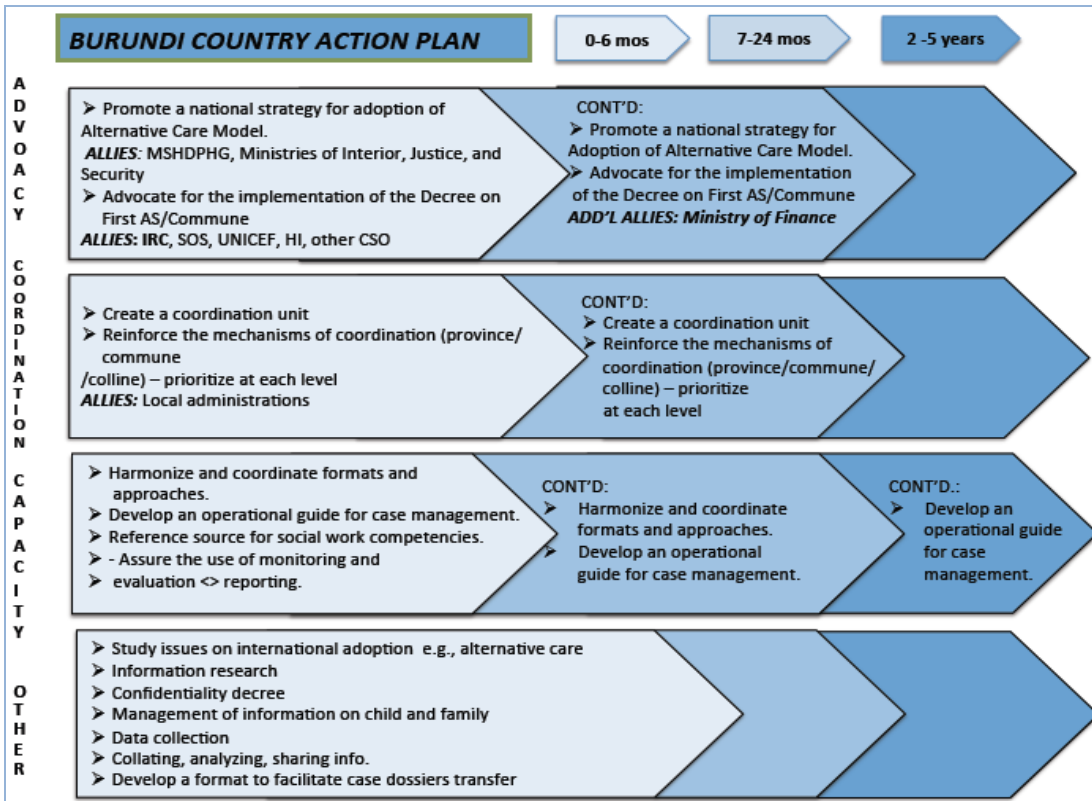 BURUNDI COUNTRY ACTION PLAN
0-6 mos
7-24 mos
2 -5 years
ADVOACY
➢ Promote a national strategy for adoption of
Alternative Care Model.
ALLIES: MSHDPHG, Ministries of Interior, Justice, and
Security
➢ Advocate for the implementation of the Decree on
First AS/Commune
ALLIES: IRC, SOS, UNICEF, HI, other CSO
CONT'D:
➢ Promote a national strategy for
Adoption of Alternative Care Model.
➢ Advocate for the implementation
of the Decree on First AS/Commune
ADD'L ALLIES: Ministry of Finance
COORDINATION
➢ Create a coordination unit
➢ Reinforce the mechanisms of coordination (province/
commune
/colline) – prioritize at each level
ALLIES: Local administrations
CONT'D:
➢ Create a coordination unit
➢ Reinforce the mechanisms of
coordination (province/commune/
colline) – prioritize
at each level
CAPACITY
➢ Harmonize and coordinate formats and
approaches.
➢ Develop an operational guide for case management.
➢ Reference source for social work competencies.
➢ - Assure the use of monitoring and
➢ evaluation <> reporting.
CONT'D:
➢ Harmonize and coordinate
formats and approaches.
➢ Develop an operational
guide for case management.
CONT'D.:
➢ Develop an
operational guide
for case
management.
OTHER
➢ Study issues on international adoption e.g., alternative care
➢ Information research
➢ Confidentiality decree
➢ Management of information on child and family
➢ Data collection
➢ Collating, analyzing, sharing info.
➢ Develop a format to facilitate case dossiers transfer